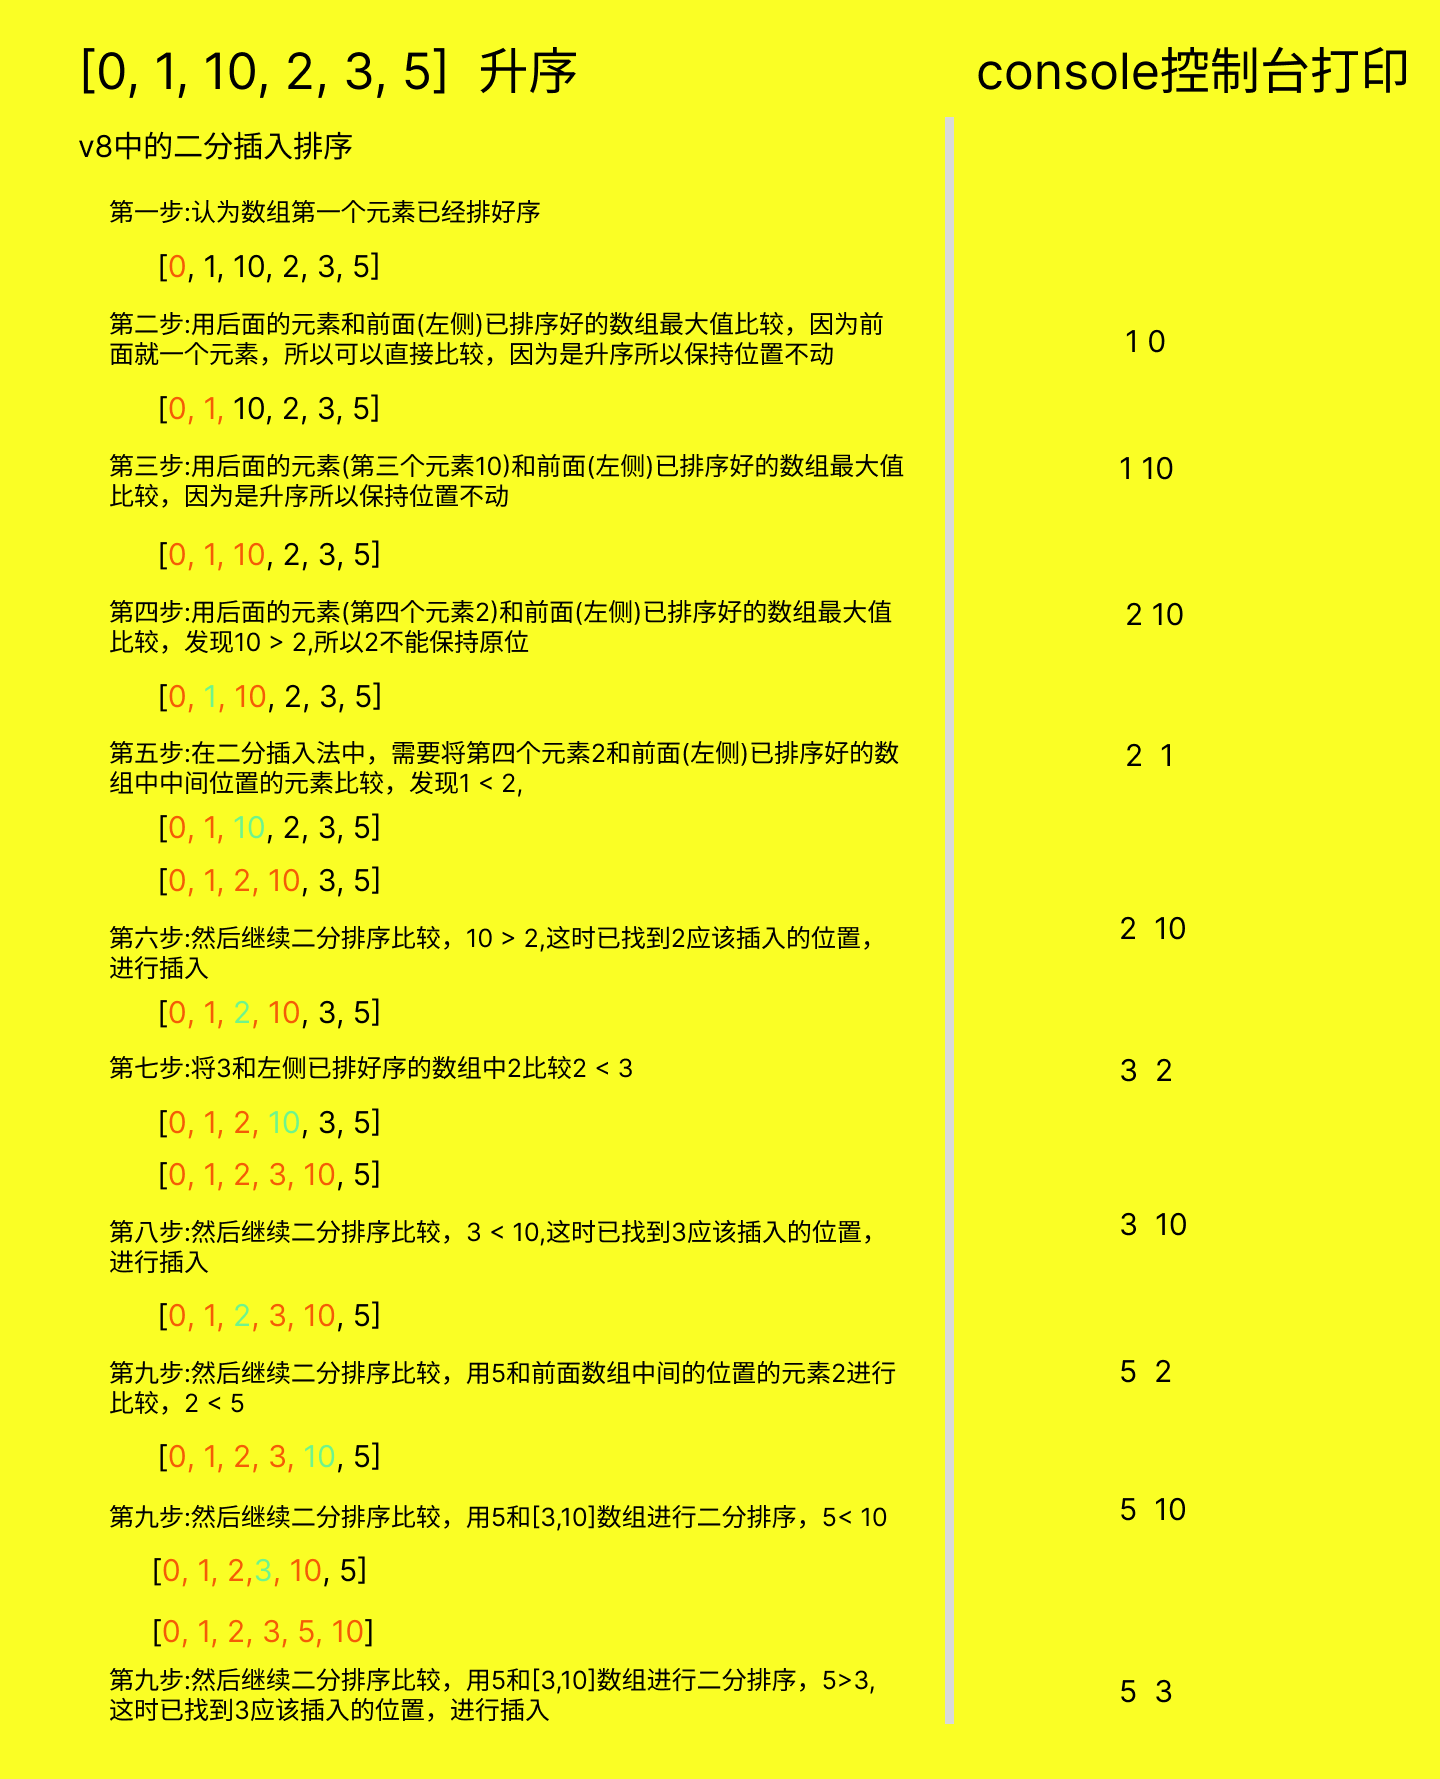 [0, 1, 10, 2, 3, 5] 升序
console控制台打印
v8中的二分插入排序
第一步:认为数组第一个元素已经排好序
[0, 1, 10, 2, 3, 5]
第二步:用后面的元素和前面(左侧)已排序好的数组最大值比较，因为前
面就一个元素，所以可以直接比较，因为是升序所以保持位置不动
1 0
[0, 1, 10, 2, 3, 5]
第三步:用后面的元素(第三个元素10)和前面(左侧)已排序好的数组最大值
比较，因为是升序所以保持位置不动
1 10
[0, 1, 10, 2, 3, 5]
第四步:用后面的元素(第四个元素2)和前面(左侧)已排序好的数组最大值
比较，发现10 > 2,所以2不能保持原位
2 10
[0, 1, 10, 2, 3, 5]
第五步:在二分插入法中，需要将第四个元素2和前面(左侧)已排序好的数
组中中间位置的元素比较，发现1 < 2,
2 1
[0, 1, 10, 2, 3, 5]
[0, 1, 2, 10, 3, 5]
第六步:然后继续二分排序比较，10 > 2,这时已找到2应该插入的位置，
进行插入
2 10
[0, 1, 2, 10, 3, 5]
第七步:将3和左侧已排好序的数组中2比较2 < 3
3 2
[0, 1, 2, 10, 3, 5]
[0, 1, 2, 3, 10, 5]
第八步:然后继续二分排序比较，3 < 10,这时已找到3应该插入的位置，
进行插入
3 10
[0, 1, 2, 3, 10, 5]
第九步:然后继续二分排序比较，用5和前面数组中间的位置的元素2进行
比较，2 < 5
5 2
[0, 1, 2, 3, 10, 5]
第九步:然后继续二分排序比较，用5和[3,10]数组进行二分排序，5< 10
5 10
[0, 1, 2,3, 10, 5]
[0, 1, 2, 3, 5, 10]
第九步:然后继续二分排序比较，用5和[3,10]数组进行二分排序，5>3,
这时已找到3应该插入的位置，进行插入
5 3